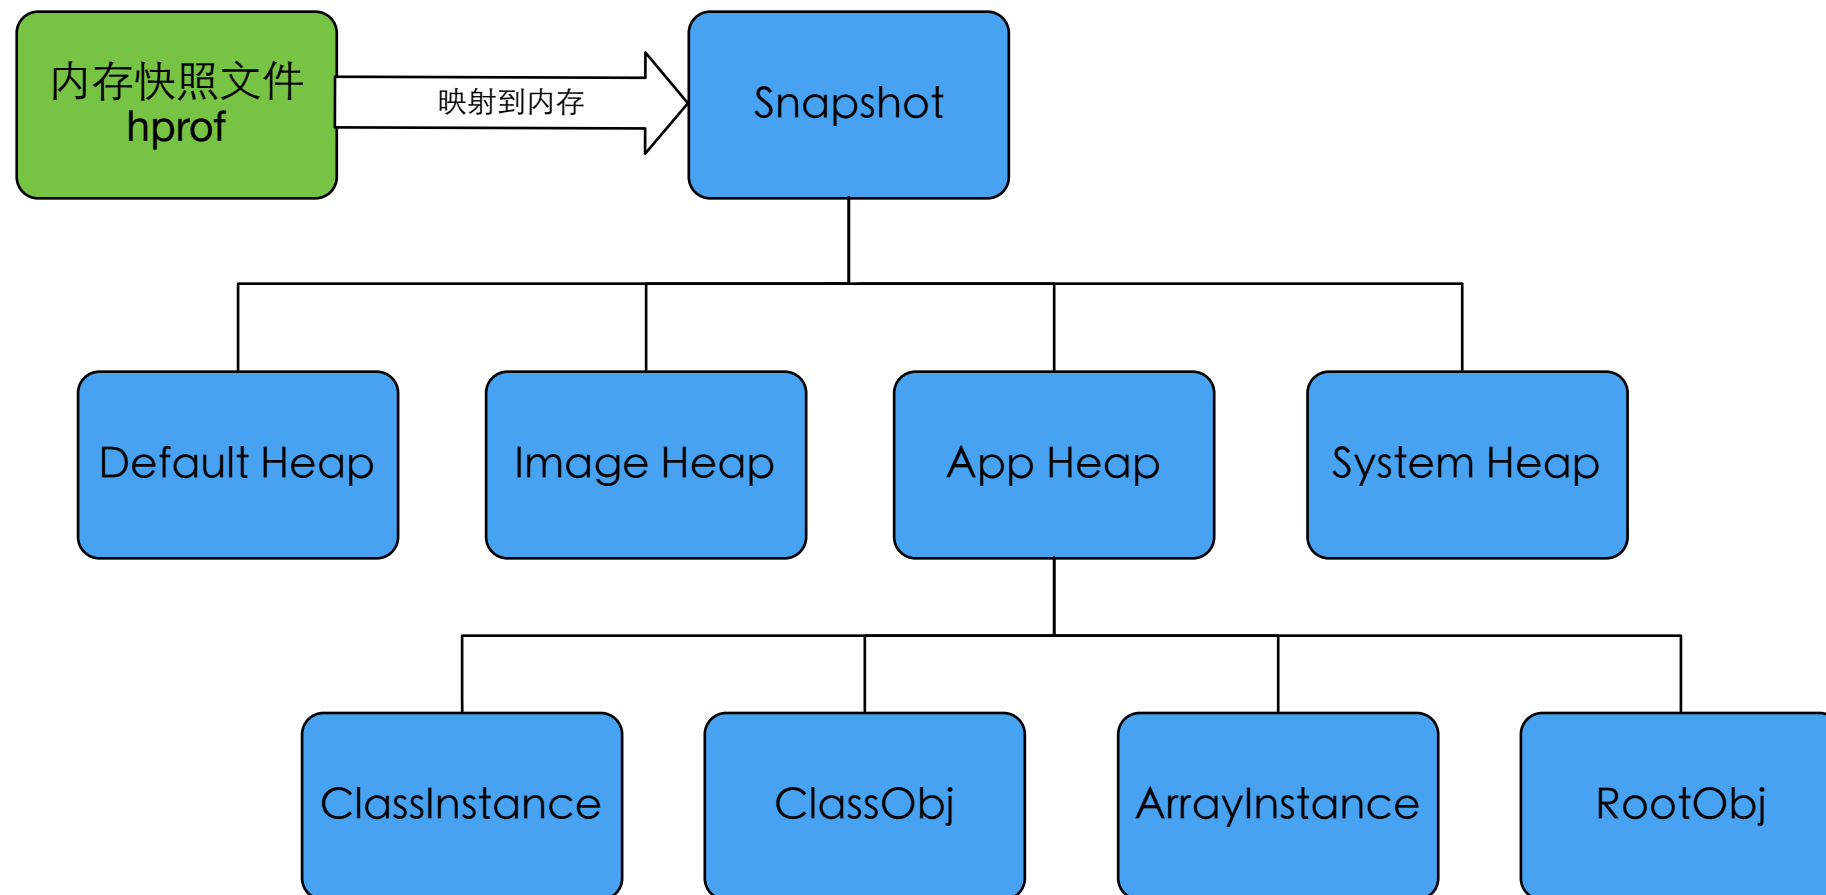 内存快照文件
hprof
映射到内存
Snapshot
Default Heap
Image Heap
App Heap
System Heap
ClassInstance
ClassObj
ArrayInstance
RootObj